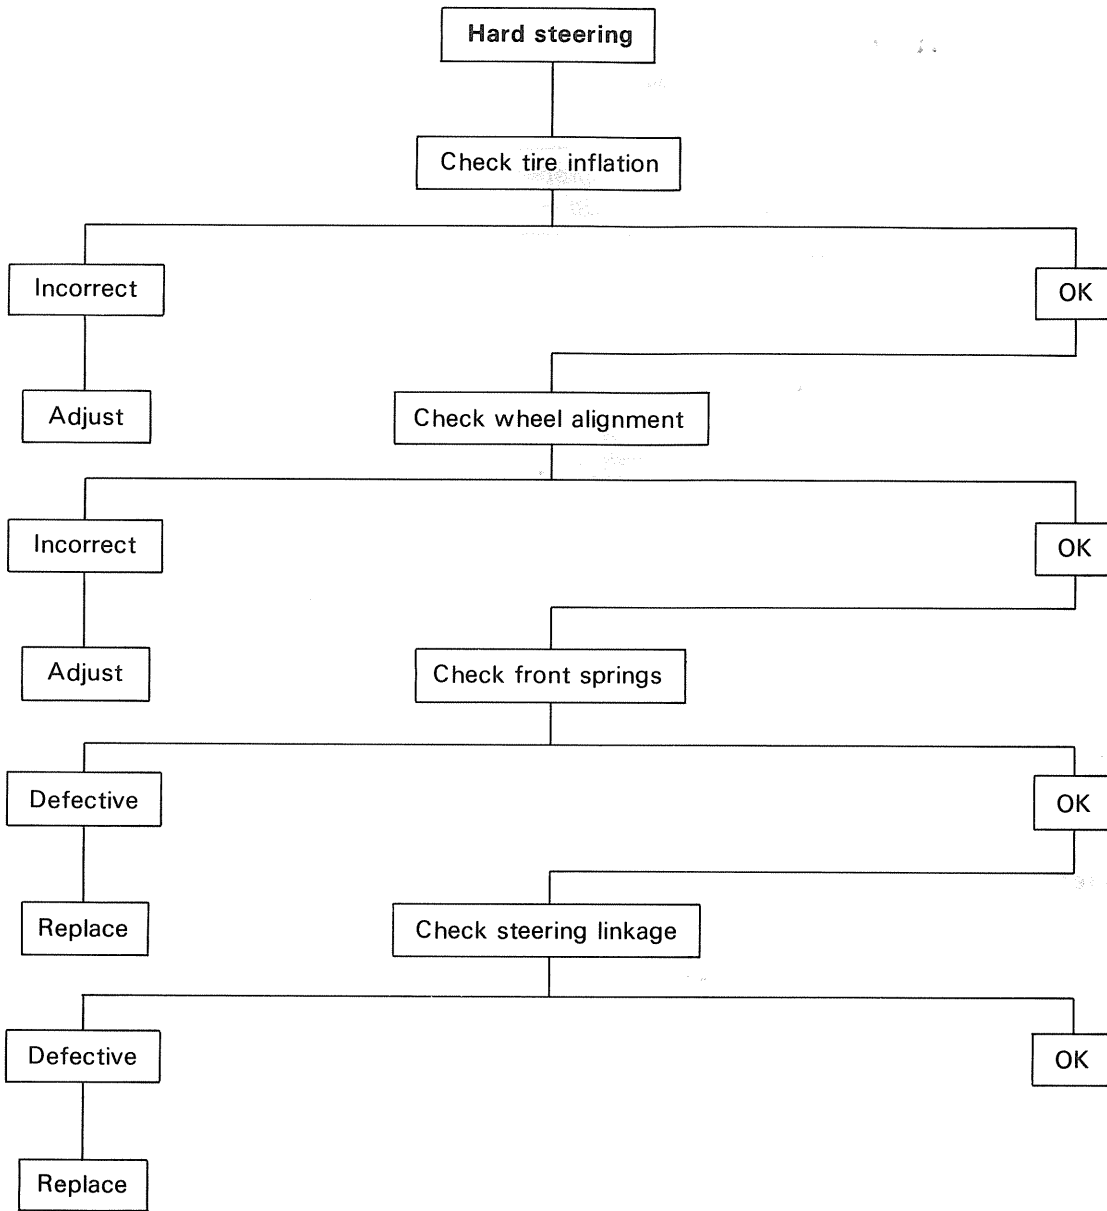 Hard steering
Check tire inflation
Incorrect
OK
Adjust
Check wheel alignment
Incorrect
OK
Adjust
Check front springs
Defective
OK
Replace
Check steering linkage
Defective
OK
Replace